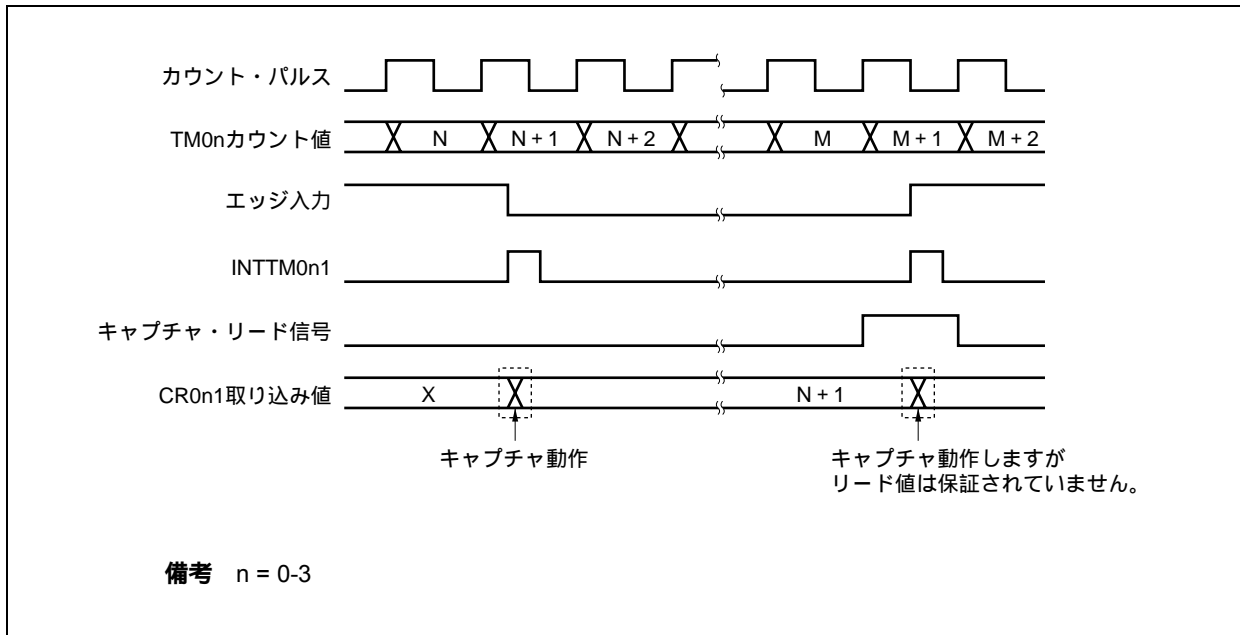 カウント・パルス
TM0nカウント値 N N + 1 N + 2 M M + 1 M + 2
エッジ入力
INTTM0n1
キャプチャ・リード信号
CR0n1取り込み値 X N + 1
キャプチャ動作
キャプチャ動作しますが
リード値は保証されていません。
備考 n = 0-3